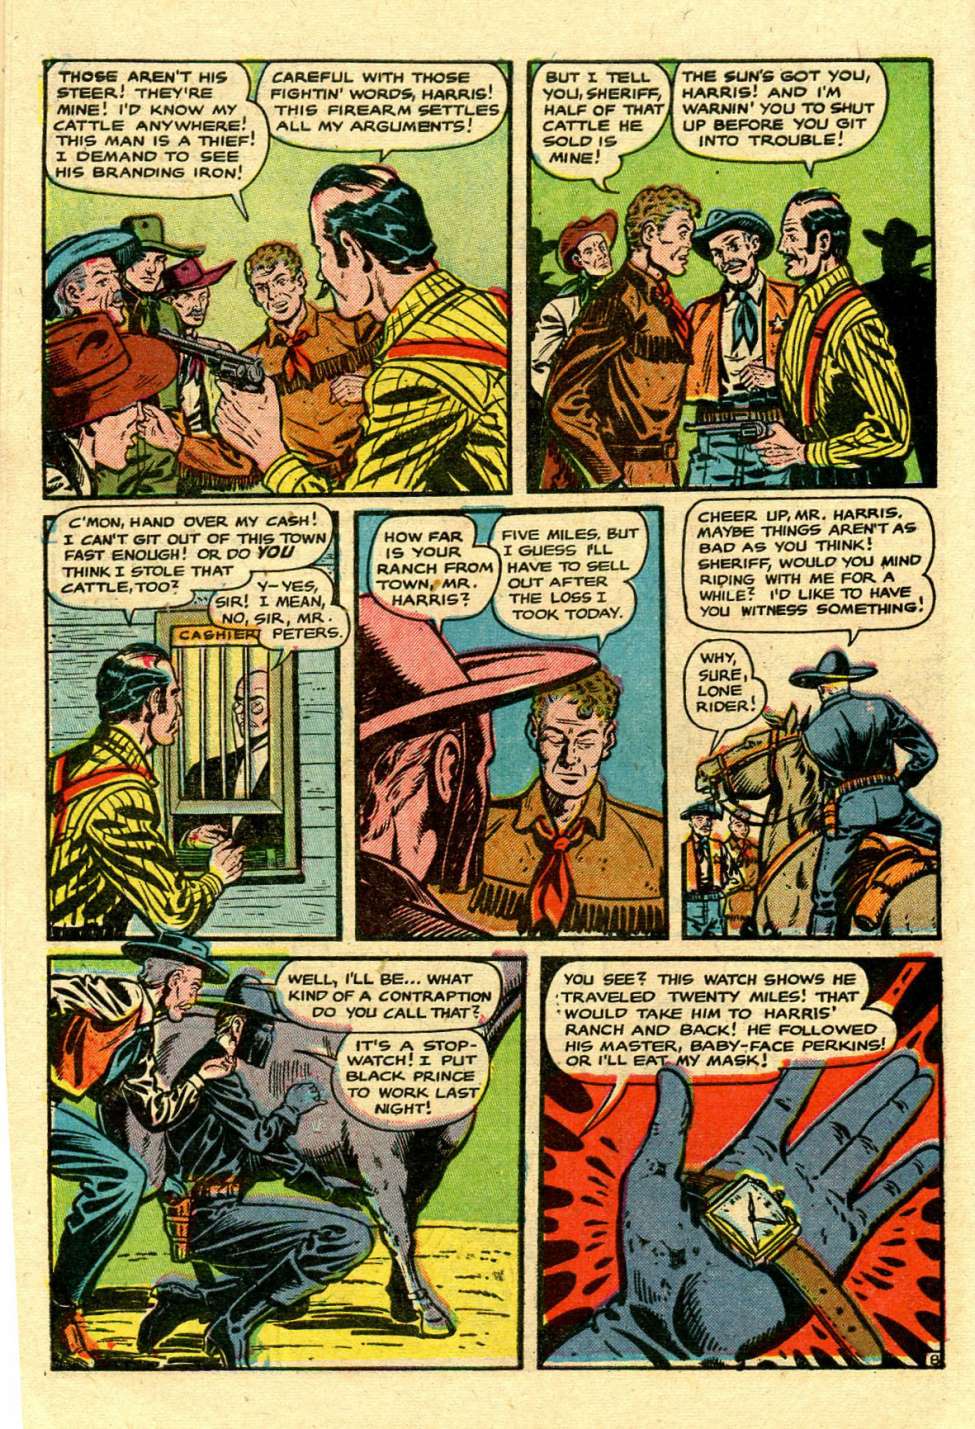 THOSE AREN'T HIS
STEER! THEY'RE
MINE! I'D KNOW MY
CATTLE ANYWHERE!
THIS MAN IS A THIEF!
I DEMAND TO SEE
HIS BRANDING IRON!
CAREFUL WITH THOSE
FIGHTIN' WORDS, HARRIS!
THIS FIREARM SETTLES
ALL MY ARGUMENTS!
BUT I TELL
YOU, SHERIFF,
HALF OF THAT
CATTLE HE
SOLD IS
MINE!
THE SUN'S GOT YOU,
HARRIS! AND I'M
WARNIN' YOU TO SHUT
UP BEFORE YOU GIT
INTO TROUBLE!
C'MON, HAND OVER MY CASH!
I CAN'T GIT OUT OF THIS TOWN
FAST ENOUGH! OR DO YOU
THINK I STOLE THAT
CATTLE, TOO?
Y-YES,
SIR! I MEAN,
NO, SIR, MR.
PETERS.
CASHIER
HOW FAR
IS YOUR
RANCH FROM
TOWN, MR.
HARRIS?
FIVE MILES, BUT
I GUESS I'LL
HAVE TO SELL
OUT AFTER
THE LOSS I
TOOK TODAY.
CHEER UP, MR. HARRIS.
MAYBE THINGS AREN'T AS
BAD AS YOU THINK!
SHERIFF, WOULD YOU MIND
RIDING WITH ME FOR A
WHILE? I'D LIKE TO HAVE
YOU WITNESS SOMETHING!
WHY,
SURE,
LONE
RIDER!
WELL, I'LL BE... WHAT
KIND OF A CONTRAPTION
DO YOU CALL THAT?
IT'S A STOP-
WATCH! I PUT
BLACK PRINCE
TO WORK LAST
NIGHT!
YOU SEE? THIS WATCH SHOWS HE
TRAVELED TWENTY MILES! THAT
WOULD TAKE HIM TO HARRIS'
RANCH AND BACK! HE FOLLOWED
HIS MASTER, BABY-FACE PERKINS!
OR I'LL EAT MY MASK!
8